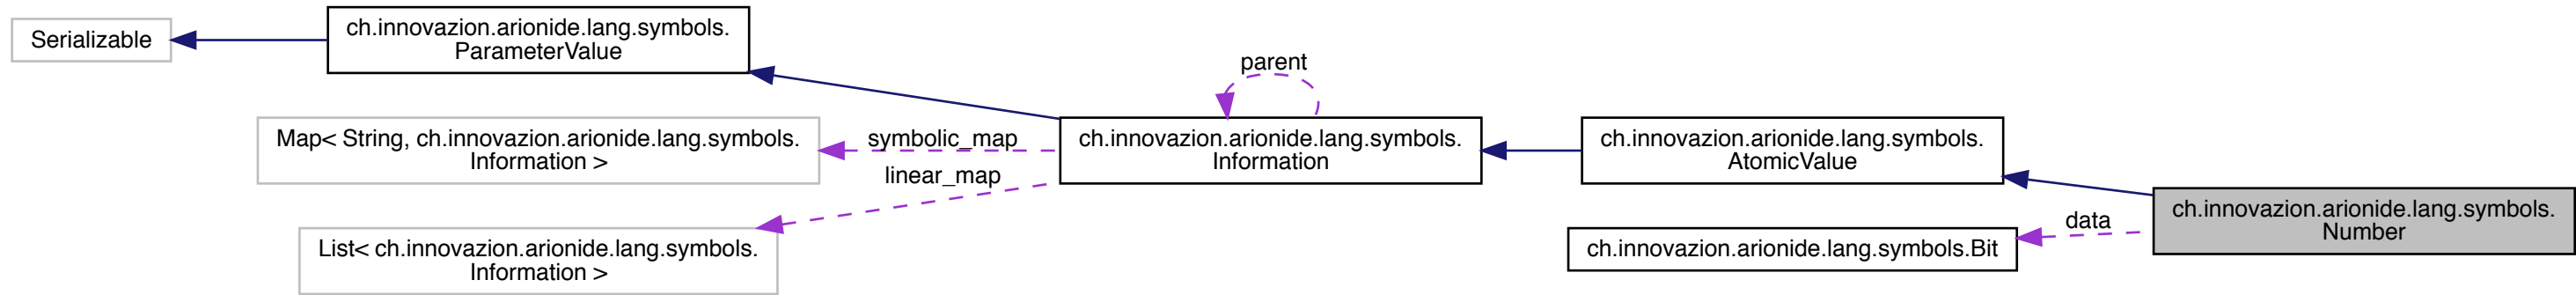 Serializable
ch.innovazion.arionide.lang.symbols.
ParameterValue
parent
Map< String, ch.innovazion.arionide.lang.symbols.
Information >
symbolic_map
linear_map
List< ch.innovazion.arionide.lang.symbols.
Information >
ch.innovazion.arionide.lang.symbols.
Information
ch.innovazion.arionide.lang.symbols.
AtomicValue
ch.innovazion.arionide.lang.symbols.Bit
data
ch.innovazion.arionide.lang.symbols.
Number